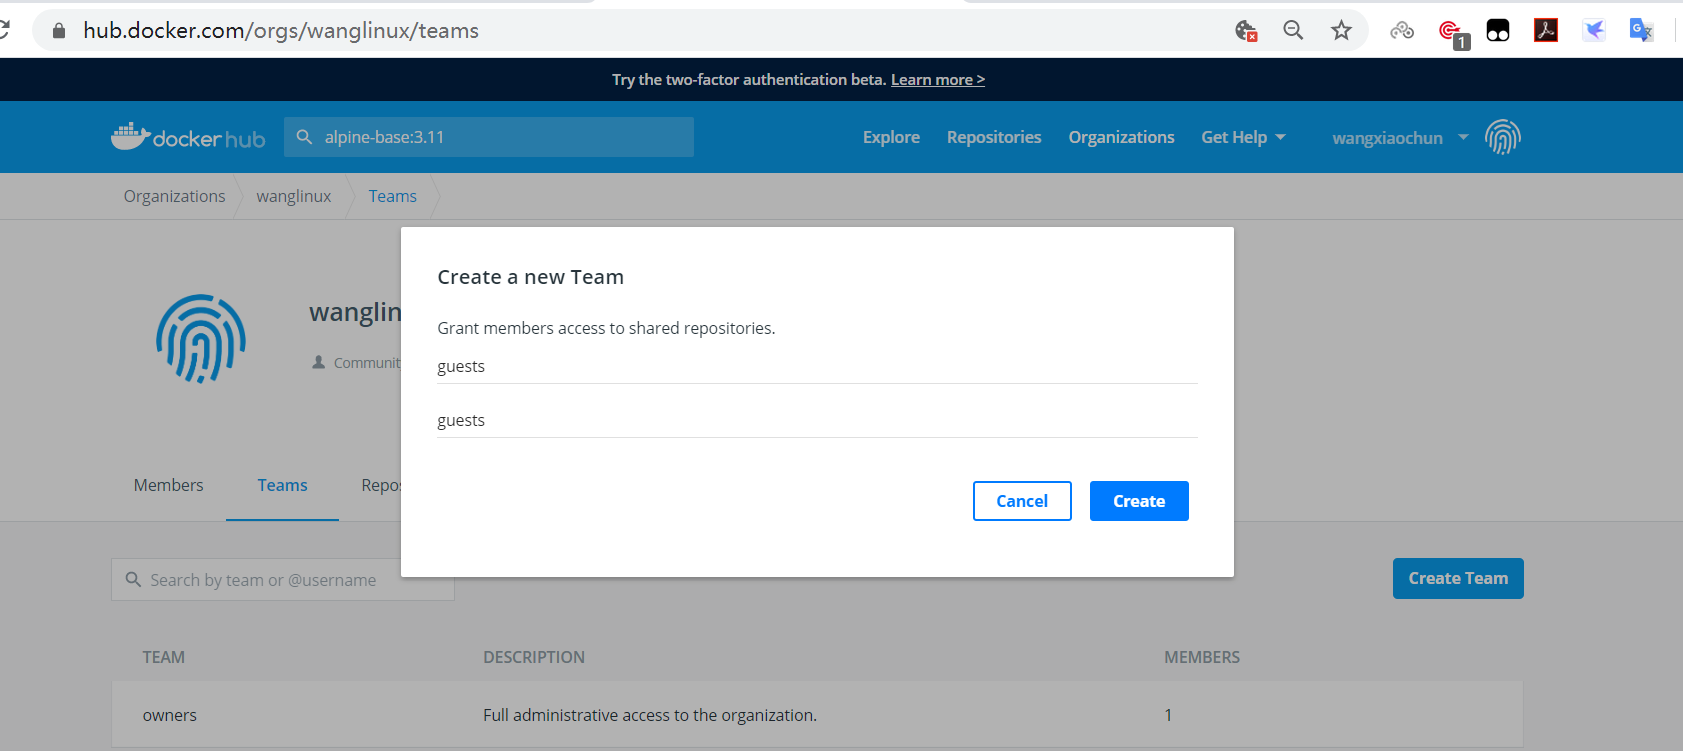 hub.docker.com/orgs/wanglinux/teams
1
Try the two-factor authentication beta. Learn more >
docker hub
alpine-base:3.11
Explore Repositories Organizations Get Help wangxiaochun
Organizations wanglinux Teams
Create a new Team
wanglin
Grant members access to shared repositories.
Communit
guests
guests
Members Teams Repos
Cancel Create
Search by team or @username
Create Team
TEAM DESCRIPTION MEMBERS
owners Full administrative access to the organization. 1